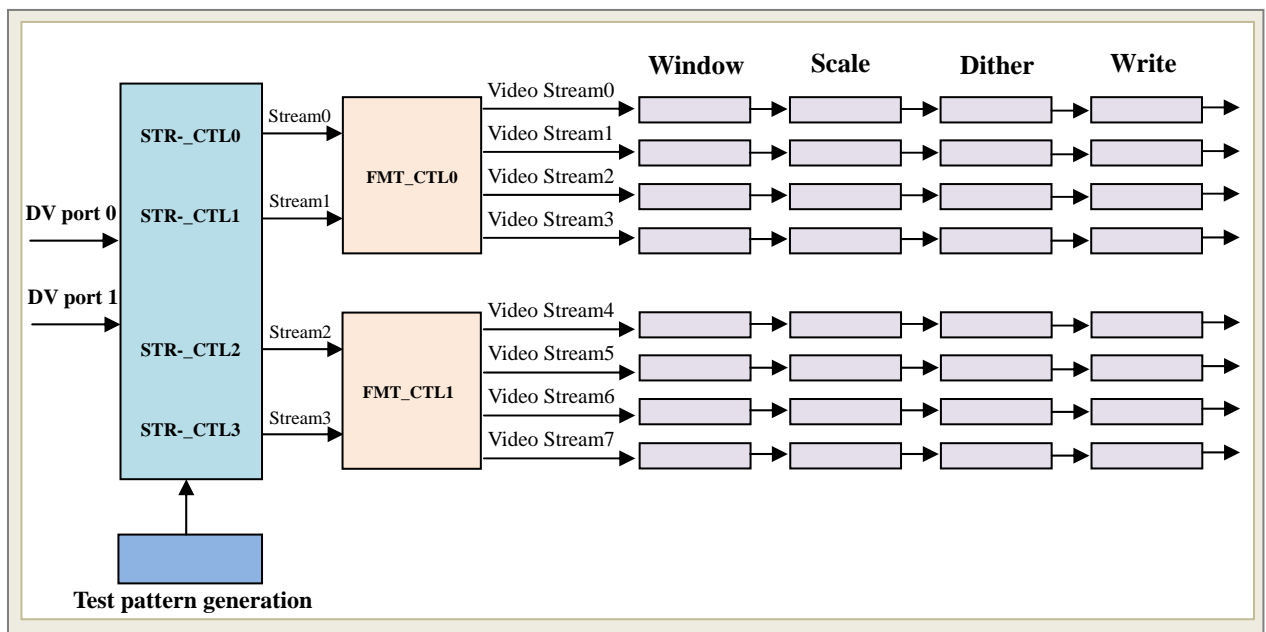 Window Scale Dither Write
Video Stream0
Stream0
STR-_CTL0
Video Stream1
FMT_CTL0
Video Stream2
Stream1
DV port 0
STR-_CTL1
Video Stream3
DV port 1
Video Stream4
Stream2
STR-_CTL2
Video Stream5
FMT_CTL1
Video Stream6
Stream3
STR-_CTL3
Video Stream7
Test pattern generation